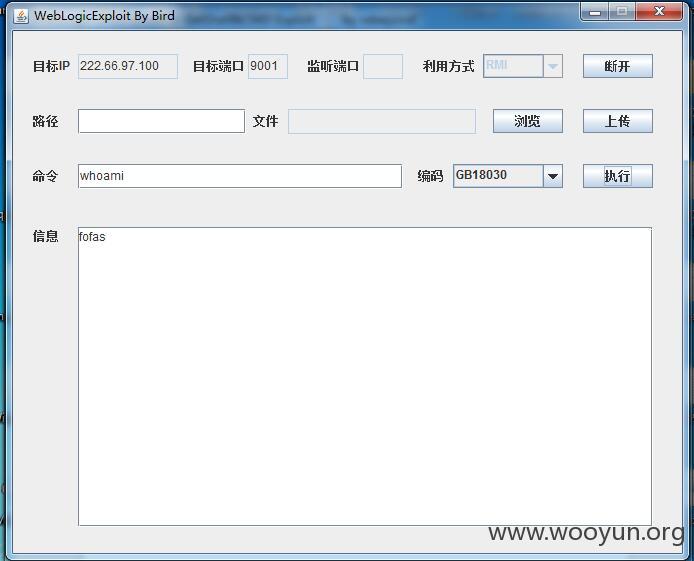 WebLogicExploit By Bird
目标IP 222.66.97.100 目标端口 9001 监听端口 利用方式 RMI 断开
路径 文件 浏览 上传
命令 whoami 编码 GB18030 执行
信息 fofas
www.wooyun.org